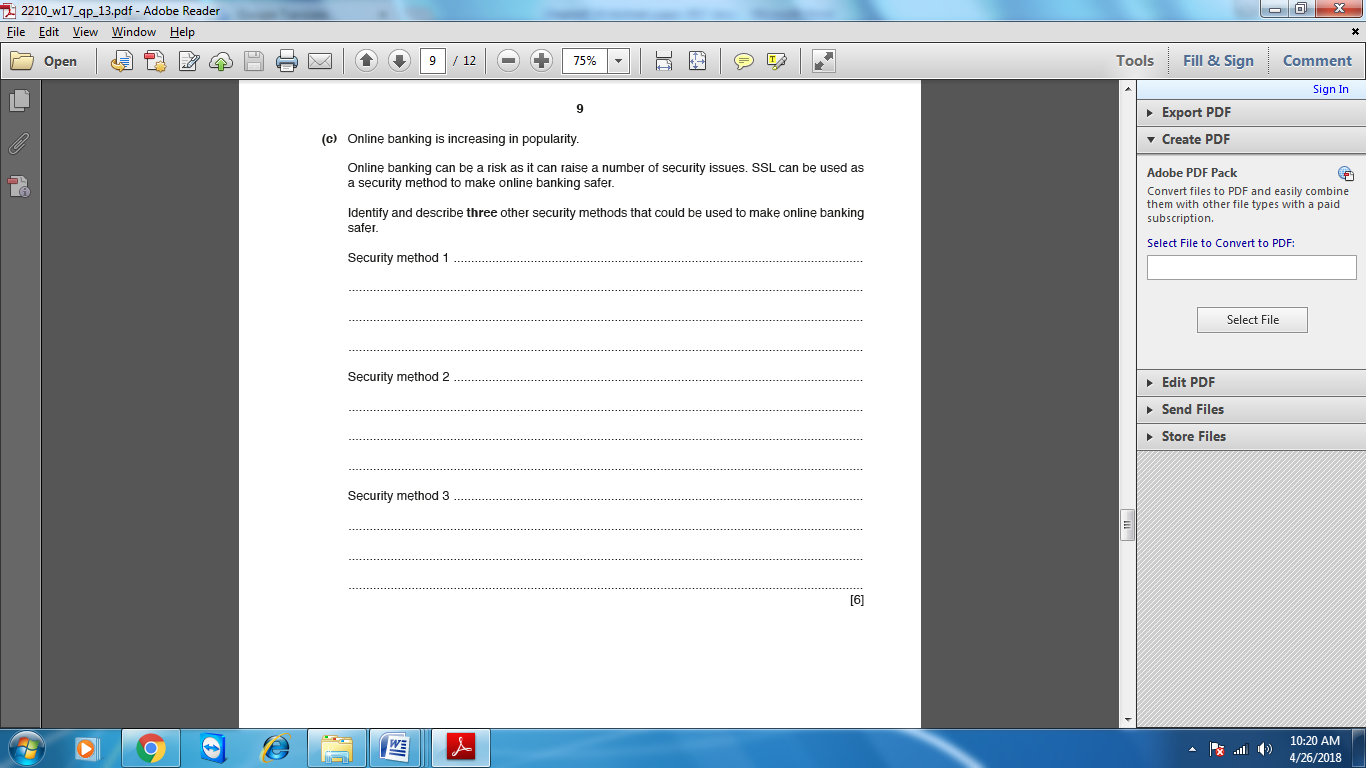 2210_w17_qp_13.pdf - Adobe Reader
File Edit View Window Help
Open 9 / 12 75% Tools Fill & Sign Comment
Sign In
Export PDF
Create PDF
Adobe PDF Pack
Convert files to PDF and easily combine
them with other file types with a paid
subscription.
Select File to Convert to PDF:
Select File
Edit PDF
Send Files
Store Files
9
(c) Online banking is increasing in popularity.
Online banking can be a risk as it can raise a number of security issues. SSL can be used as
a security method to make online banking safer.
Identify and describe three other security methods that could be used to make online banking
safer.
Security method 1
Security method 2
Security method 3
[6]
10:20 AM
4/26/2018